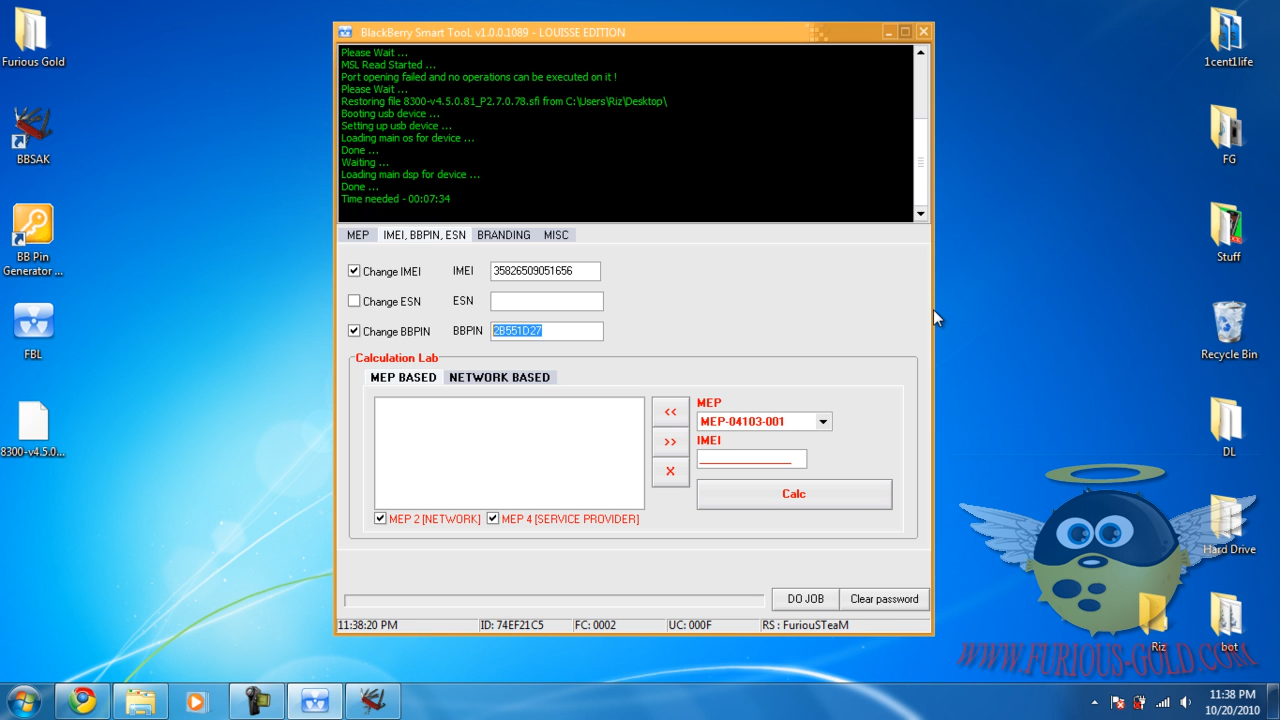 Furious Gold
BBSAK
BB Pin
Generator ...
FBL
8300-v4.5.0...
BlackBerry Smart TooL v1.0.0.1089 - LOUISSE EDITION
Please Wait ...
MSL Read Started ...
Port opening failed and no operations can be executed on it !
Please Wait ...
Restoring file 8300-v4.5.0.81_P2.7.0.78.sfi from C:\Users\Riz\Desktop\
Booting usb device ...
Setting up usb device ...
Loading main os for device ...
Done ...
Waiting ...
Loading main dsp for device ...
Done ...
Time needed - 00:07:34
MEP IMEI, BBPIN, ESN BRANDING MISC
Change IMEI IMEI 35826509051656
Change ESN ESN
Change BBPIN BBPIN 2B551D27
Calculation Lab
MEP BASED NETWORK BASED
<<
>>
X
MEP
MEP-04103-001
IMEI
Calc
MEP 2 [NETWORK] MEP 4 [SERVICE PROVIDER]
DO JOB Clear password
11:38:20 PM ID: 74EF21C5 FC: 0002 UC: 000F RS : FuriouSTeaM
1cent1life
FG
Stuff
Recycle Bin
DL
Hard Drive
Riz
bot
WWW.FURIOUS-GOLD.COM
11:38 PM
10/20/2010